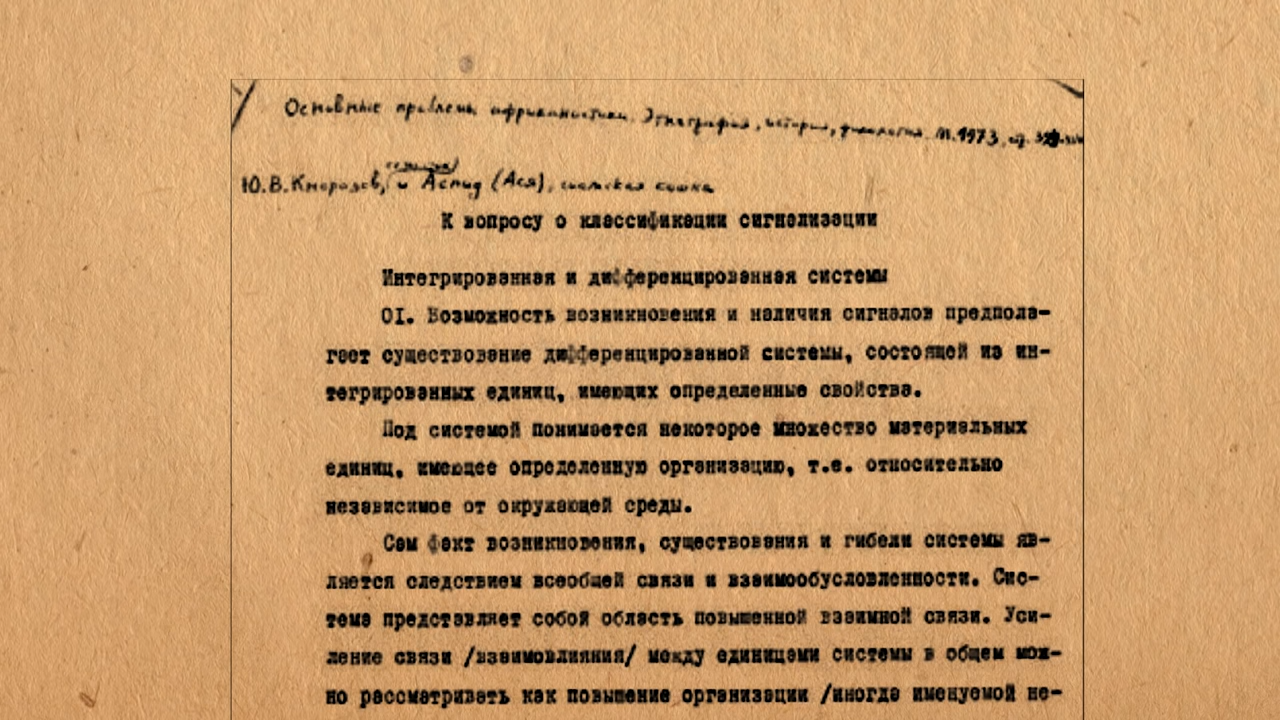 Основные проблемы африканистики. Этнография, история, филология. М. 1973, стр.
Ю.В.Кнорозов, и Аспид (Ася), сиамская кошка
К вопросу о классификации сигнализации
Интегрированная и дифференцированная системы
01. Возможность возникновения и наличия сигналов предпола-
гает существование дифференцированной системы, состоящей из ин-
тегрированных единиц, имеющих определенные свойства.
Под системой понимается некоторое множество материальных
единиц, имеющее определенную организацию, т.е. относительно
независимое от окружающей среды.
Сам факт возникновения, существования и гибели системы яв-
ляется следствием всеобщей связи и взаимообусловленности. Сис-
тема представляет собой область повышенной взаимной связи. Уси-
ление связи /взаимовлияния/ между единицами системы в общем мож-
но рассматривать как повышение организации /иногда именуемой не-